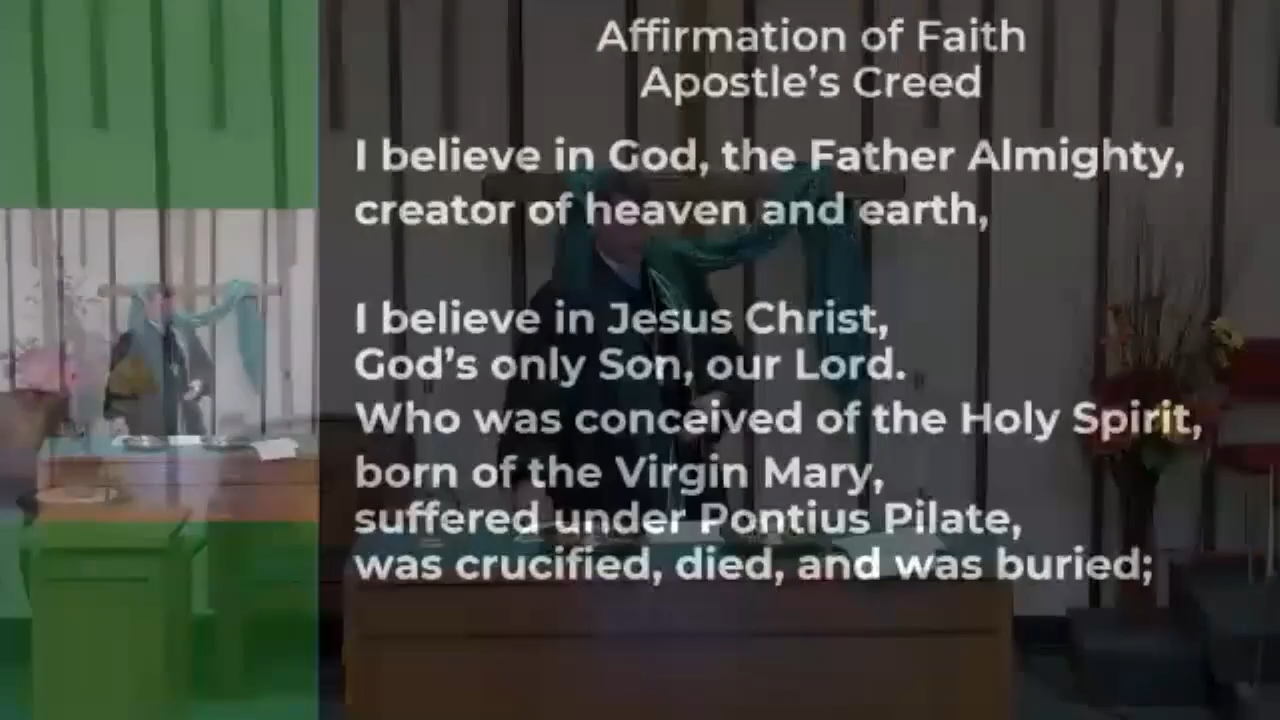 Affirmation of Faith
Apostle’s Creed
I believe in God, the Father Almighty,
creator of heaven and earth,
I believe in Jesus Christ,
God’s only Son, our Lord.
Who was conceived of the Holy Spirit,
born of the Virgin Mary,
suffered under Pontius Pilate,
was crucified, died, and was buried;